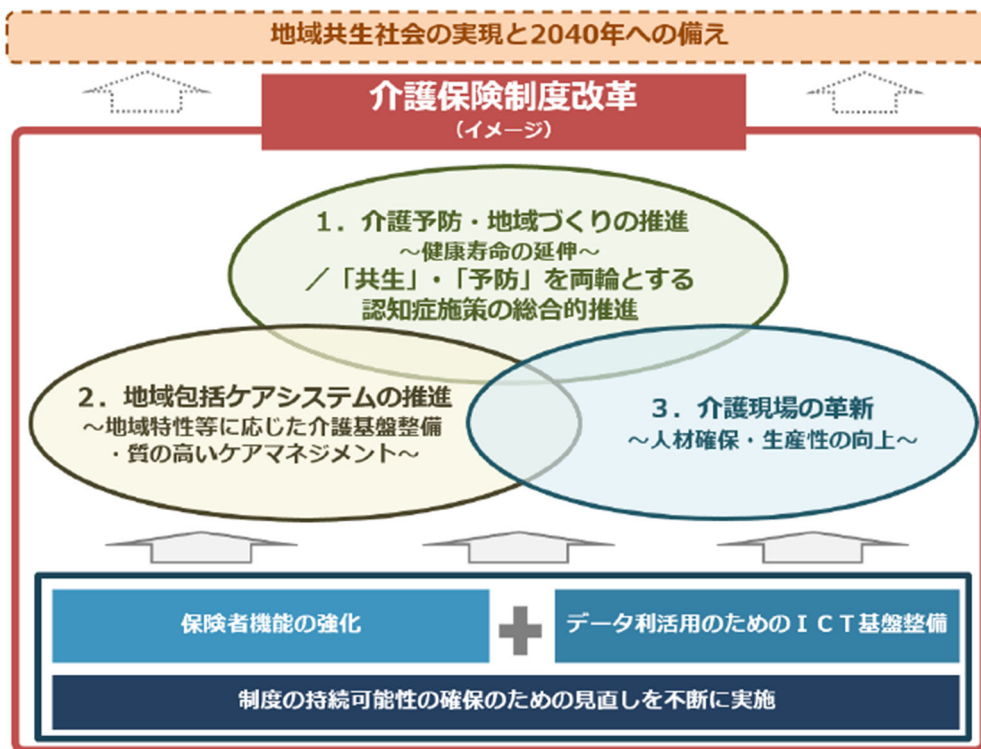 地域共生社会の実現と2040年への備え
介護保険制度改革
（イメージ）
1．介護予防・地域づくりの推進
～健康寿命の延伸～
／「共生」・「予防」を両輪とする
認知症施策の総合的推進
2．地域包括ケアシステムの推進
～地域特性等に応じた介護基盤整備
・質の高いケアマネジメント～
3．介護現場の革新
～人材確保・生産性の向上～
保険者機能の強化
データ利活用のためのＩＣＴ基盤整備
制度の持続可能性の確保のための見直しを不断に実施